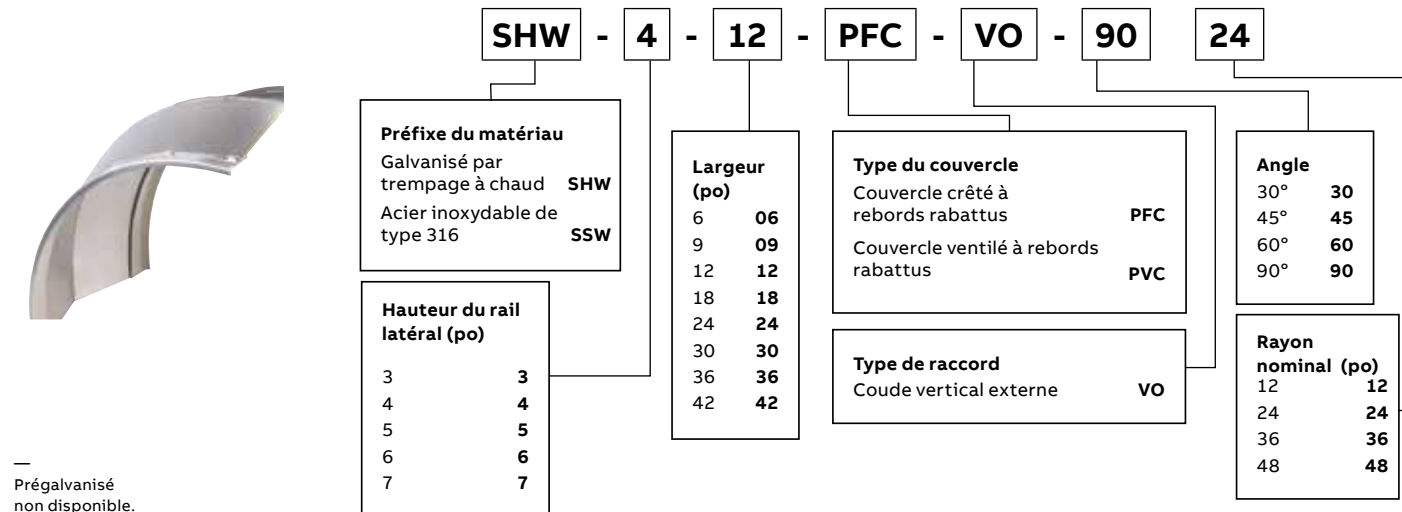 SHW - 4 - 12 - PFC - VO - 90 24
Préfixe du matériau
Galvanisé par
trempage à chaud SHW
Acier inoxydable de
type 316 SSW
Hauteur du rail
latéral (po)
3 3
4 4
5 5
6 6
7 7
Largeur
(po)
6 06
9 09
12 12
18 18
24 24
30 30
36 36
42 42
Type du couvercle
Couvercle crêté à
rebords rabattus PFC
Couvercle ventilé à rebords
rabattus PVC
Type de raccord
Coude vertical externe VO
Angle
30° 30
45° 45
60° 60
90° 90
Rayon
nominal (po)
12 12
24 24
36 36
48 48
—
Prégalvanisé
non disponible.